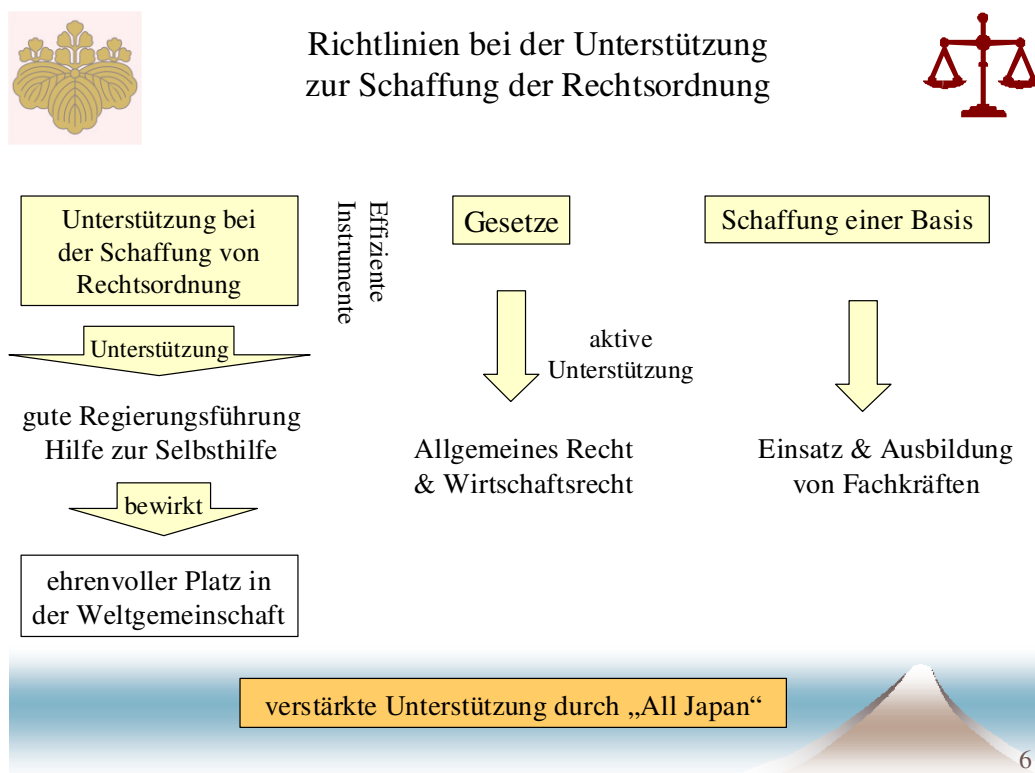 Richtlinien bei der Unterstützung
zur Schaffung der Rechtsordnung
Unterstützung bei
der Schaffung von
Rechtsordnung
Unterstützung
gute Regierungsführung
Hilfe zur Selbsthilfe
bewirkt
ehrenvoller Platz in
der Weltgemeinschaft
Effiziente
Instrumente
Gesetze
aktive
Unterstützung
Allgemeines Recht
& Wirtschaftsrecht
Schaffung einer Basis
Einsatz & Ausbildung
von Fachkräften
verstärkte Unterstützung durch „All Japan“
6